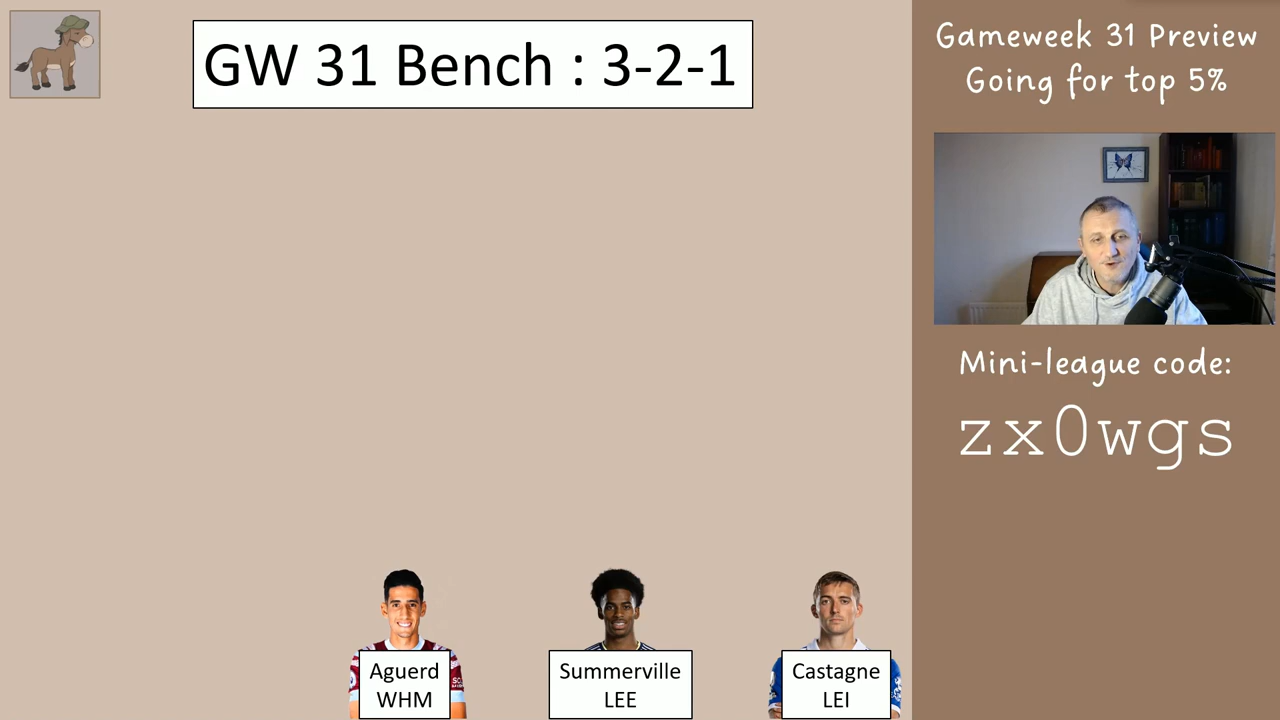 GW 31 Bench : 3-2-1
Gameweek 31 Preview
Going for top 5%
Mini-league code:
zx0wgs
Aguerd
WHM
Summerville
LEE
Castagne
LEI